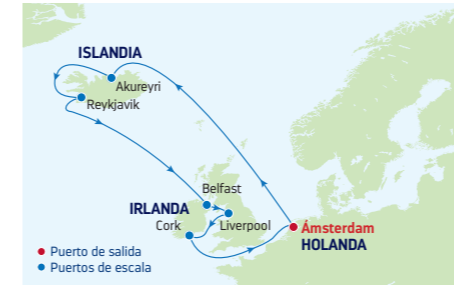 ISLANDIA
Akureyri
Reykjavik
Belfast
IRLANDA
Cork
Liverpool
Ámsterdam
HOLANDA
Puerto de salida
Puertos de escala